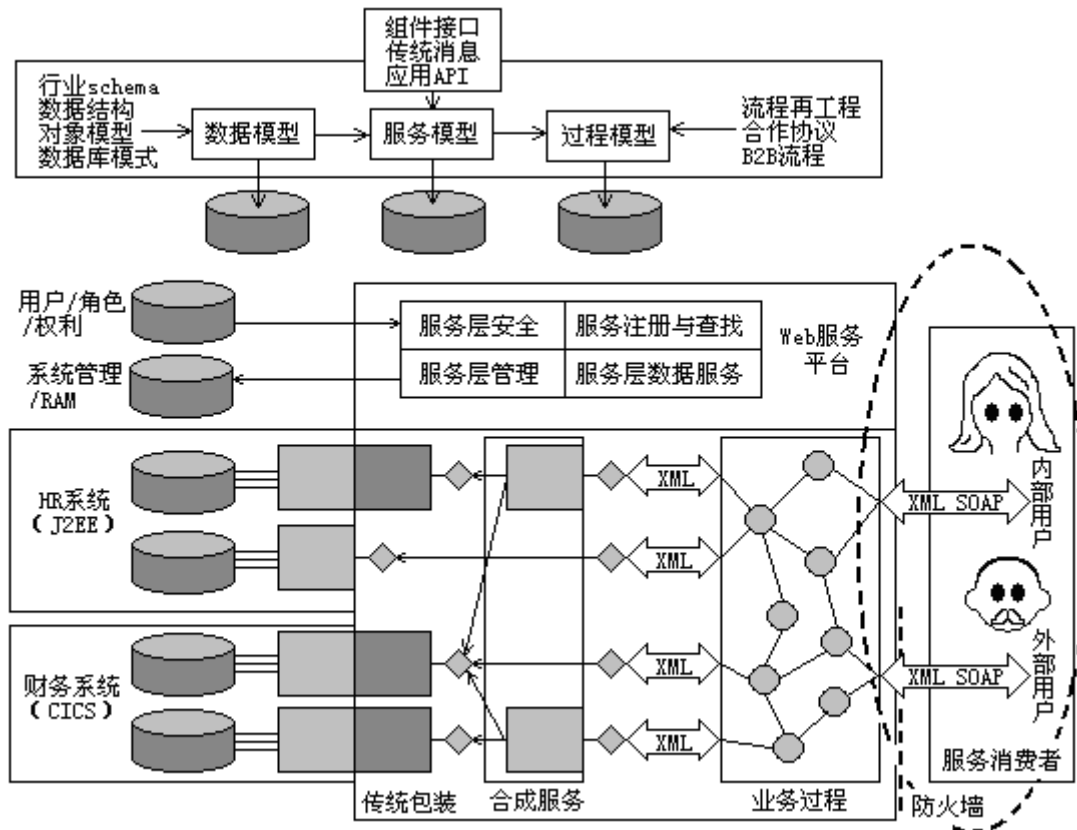 组件接口
传统消息
应用API
行业schema
数据结构
对象模型
数据库模式
数据模型
服务模型
过程模型
流程再工程
合作协议
B2B流程
用户/角色
/权利
系统管理
/RAM
服务层安全
服务注册与查找
服务层管理
服务层数据服务
Web服务
平台
HR系统
(J2EE)
财务系统
(CICS)
XML
XML
XML
XML
XML SOAP
XML SOAP
内部用户
外部用户
服务消费者
传统包装
合成服务
业务过程
防火墙